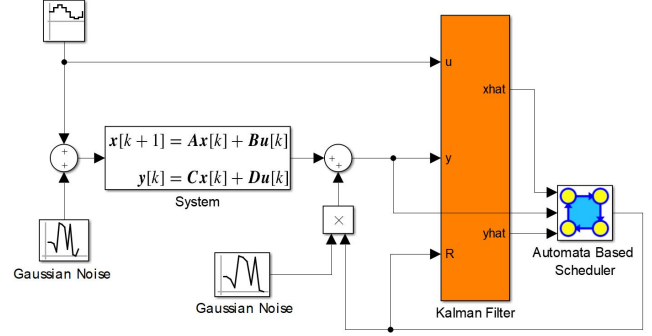 u
xhat
+
+
x[k + 1] = Ax[k] + Bu[k]
y[k] = Cx[k] + Du[k]
++
y
System
×
yhat
Gaussian Noise
R
Automata Based
Scheduler
Gaussian Noise
Kalman Filter